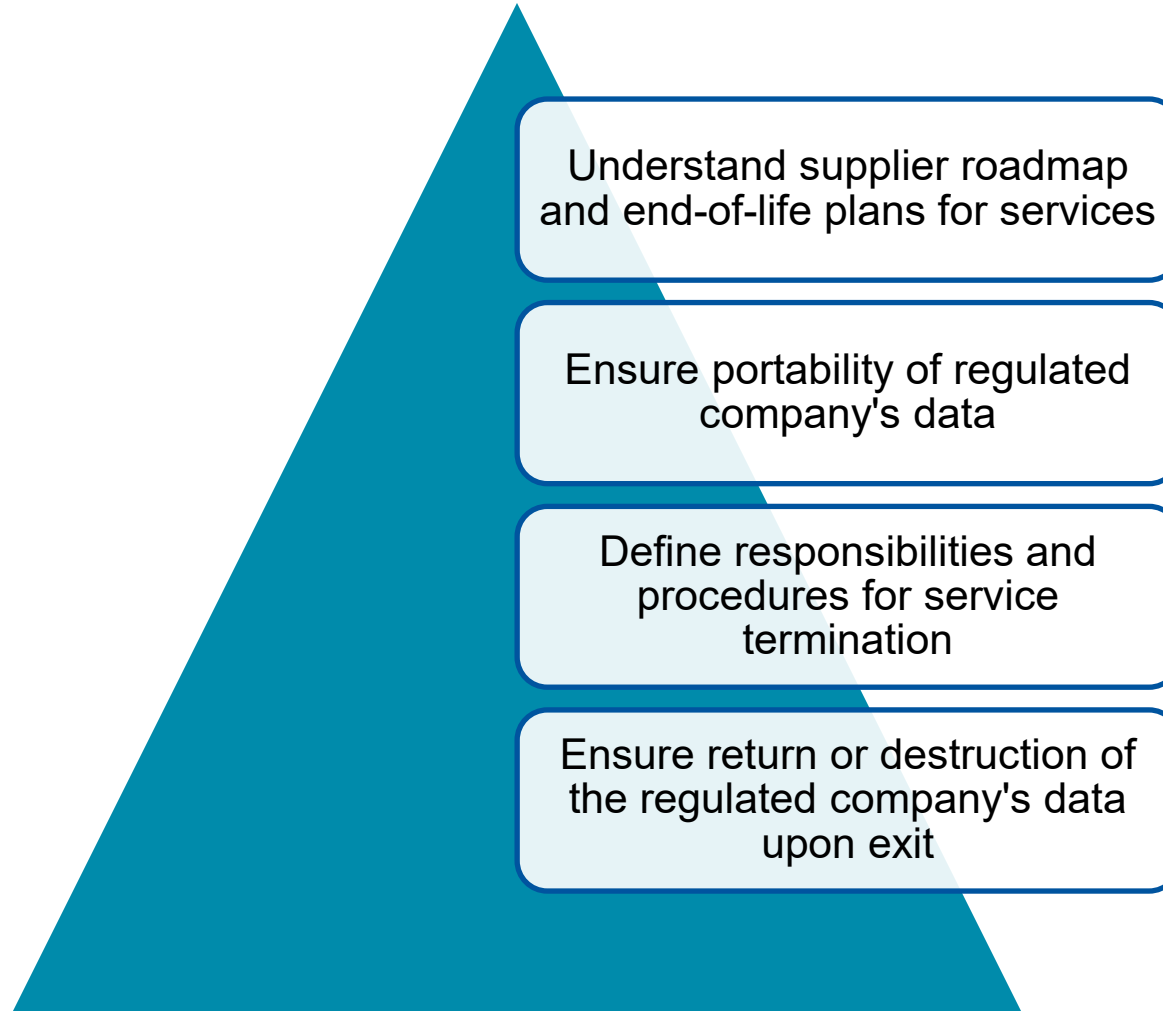 Understand supplier roadmap
and end-of-life plans for services
Ensure portability of regulated
company's data
Define responsibilities and
procedures for service
termination
Ensure return or destruction of
the regulated company's data
upon exit